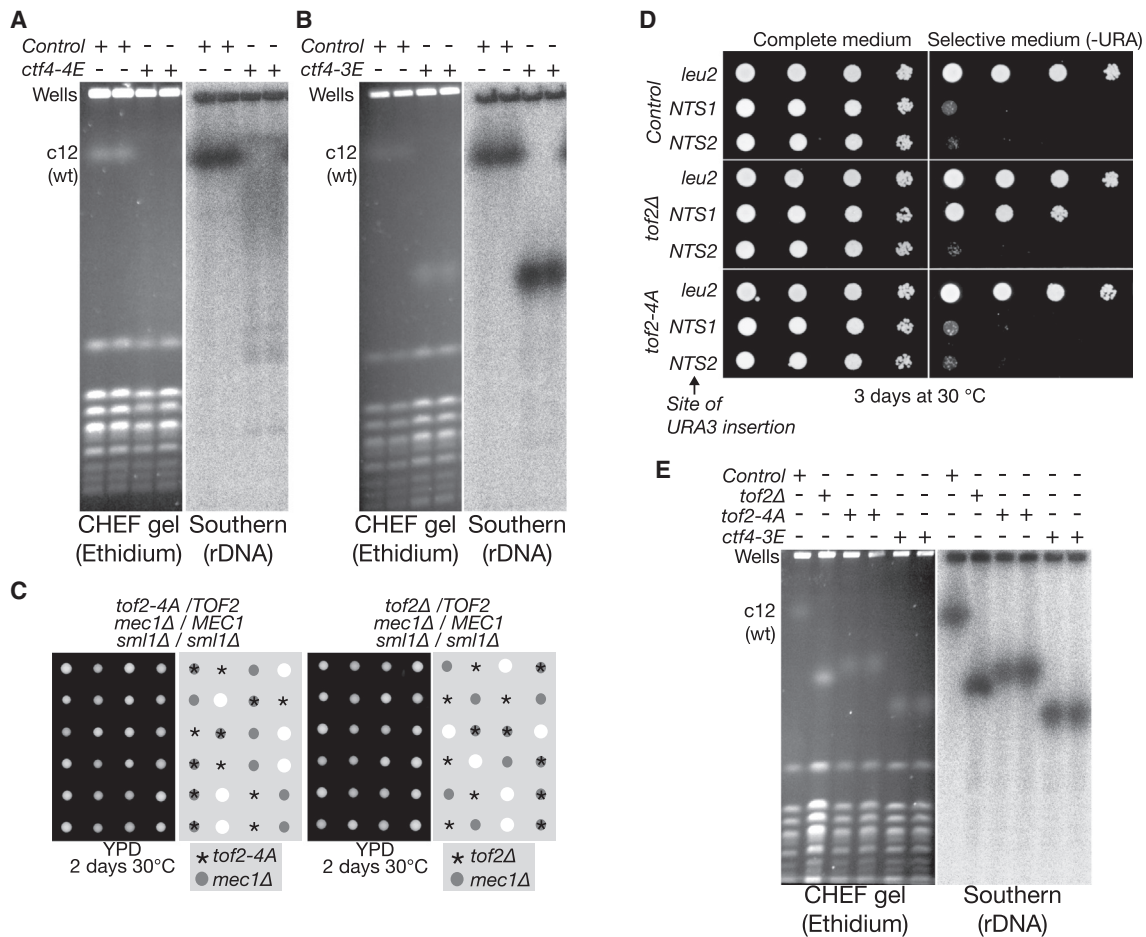 A
Control + + - - + + - -
ctf4-4E - - + + - - + +
Wells
c12
(wt)
CHEF gel
(Ethidium)
Southern
(rDNA)
B
Control + + - - + + - -
ctf4-3E - - + + - - + +
Wells
c12
(wt)
CHEF gel
(Ethidium)
Southern
(rDNA)
C
tof2-4A /TOF2
mec1Δ / MEC1
sml1Δ / sml1Δ
tof2Δ /TOF2
mec1Δ / MEC1
sml1Δ / sml1Δ
YPD
2 days 30°C
* tof2-4A
mec1Δ
YPD
2 days 30°C
* tof2Δ
mec1Δ
D
Complete medium
Selective medium (-URA)
Control
leu2
NTS1
NTS2
tof2Δ
leu2
NTS1
NTS2
tof2-4A
leu2
NTS1
NTS2
3 days at 30 °C
Site of
URA3 insertion
E
Control + - - - - - + - - - - -
tof2Δ - + - - - - - + - - - -
tof2-4A - - + + - - - - + + - -
ctf4-3E - - - - + + - - - - + +
Wells
c12
(wt)
CHEF gel
(Ethidium)
Southern
(rDNA)